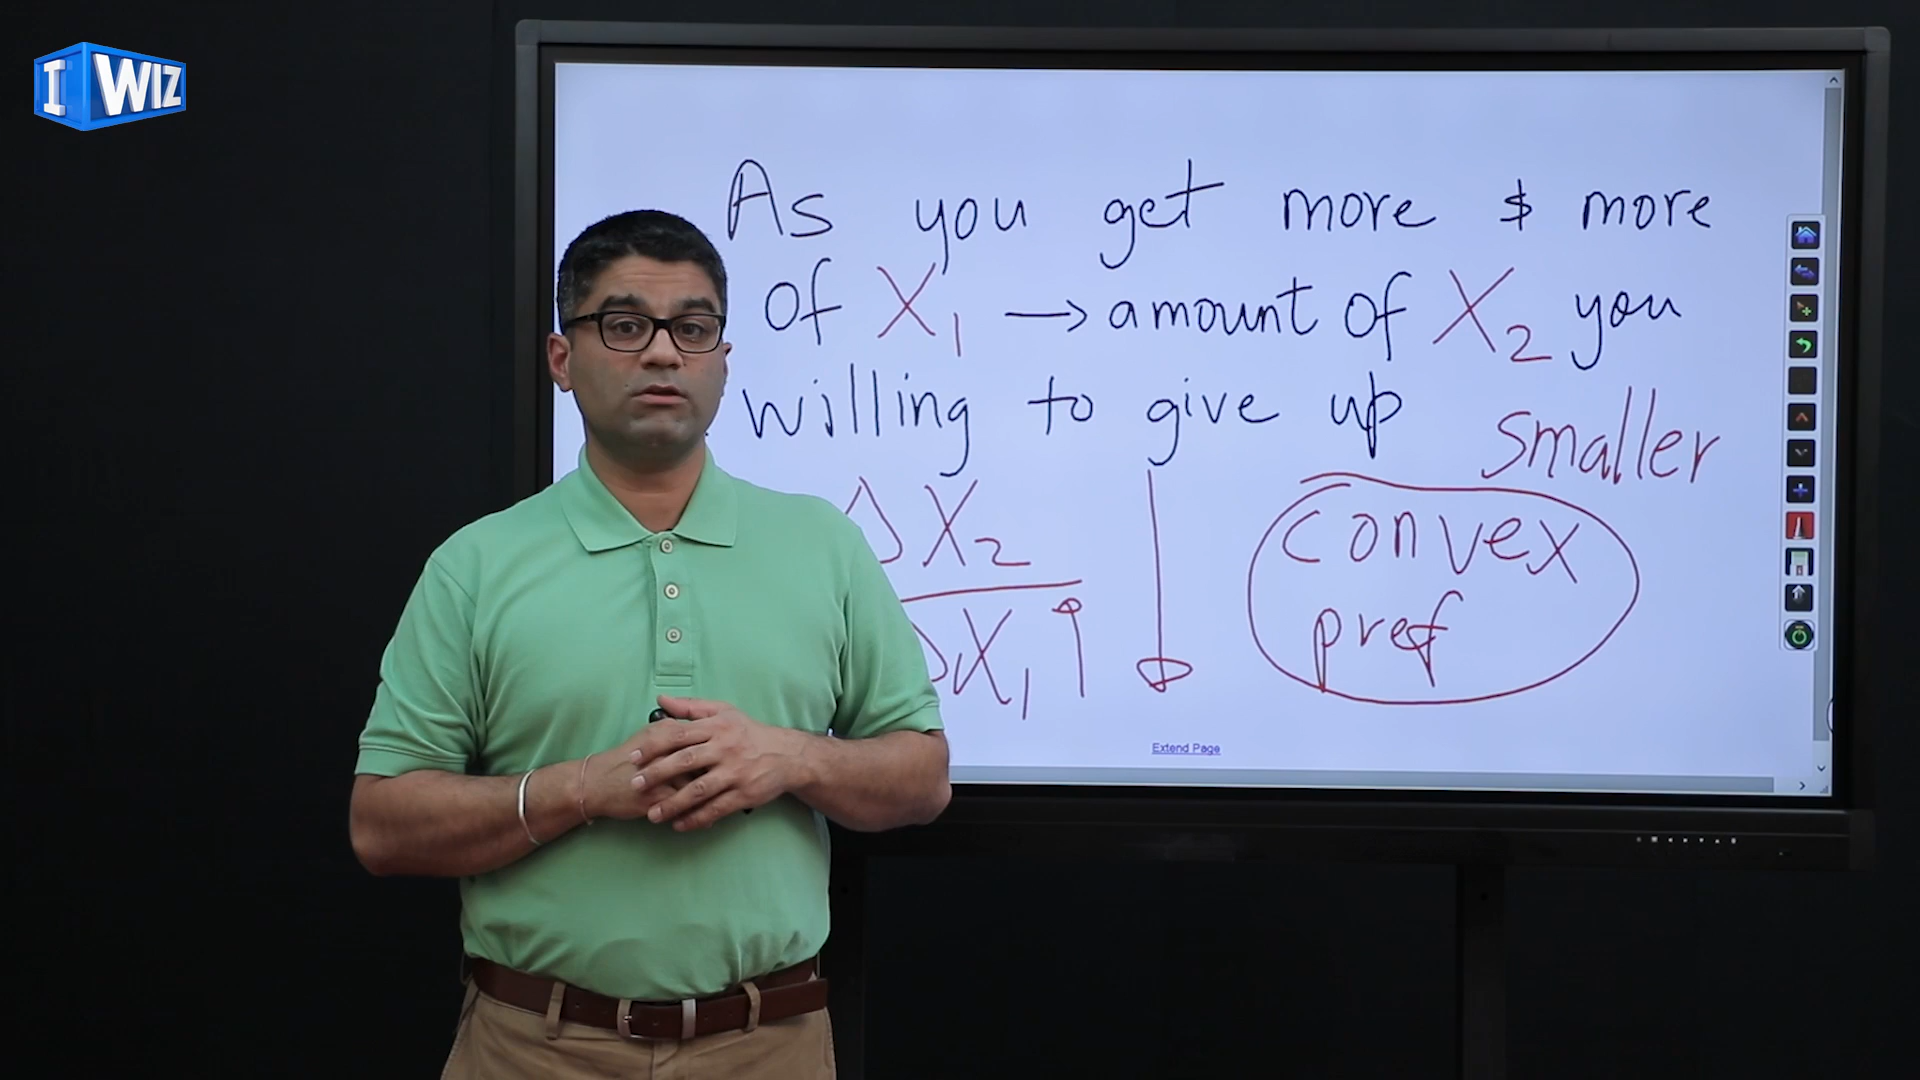 I WIZ
As you get more & more
of X₁ → amount of X₂ you
willing to give up
smaller
ΔX₂
ΔX₁ ↑ ↓
convex
pref
Extend Page